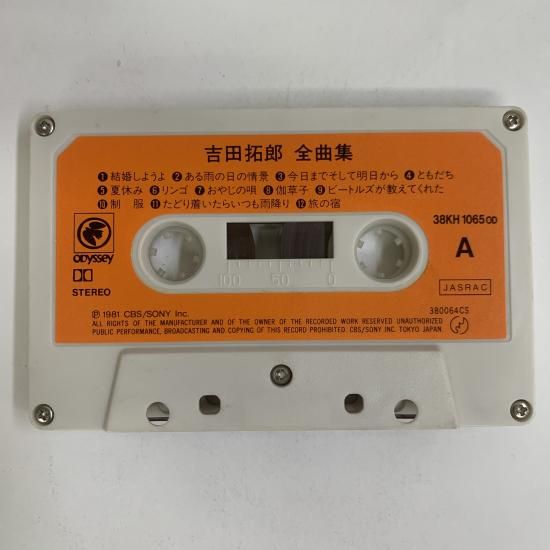 吉田拓郎 全曲集
❶結婚しようよ ❷ある雨の日の情景 ❸今日までそして明日から ❹ともだち
❺夏休み ❻リンゴ ❼おやじの唄 ❽伽草子 ❾ビートルズが教えてくれた
❿制 服 ⓫たどり着いたらいつも雨降り ⓬旅の宿
38KH 1065 OD
A
Odyssey
STEREO
100 50 0
JASRAC
380064CS
Ⓟ 1981 CBS/SONY Inc.
ALL RIGHTS OF THE MANUFACTURER AND OF THE OWNER OF THE RECORDED WORK RESERVED UNAUTHORIZED
PUBLIC PERFORMANCE, BROADCASTING AND COPYING OF THIS RECORD PROHIBITED. CBS/SONY INC. TOKYO JAPAN.